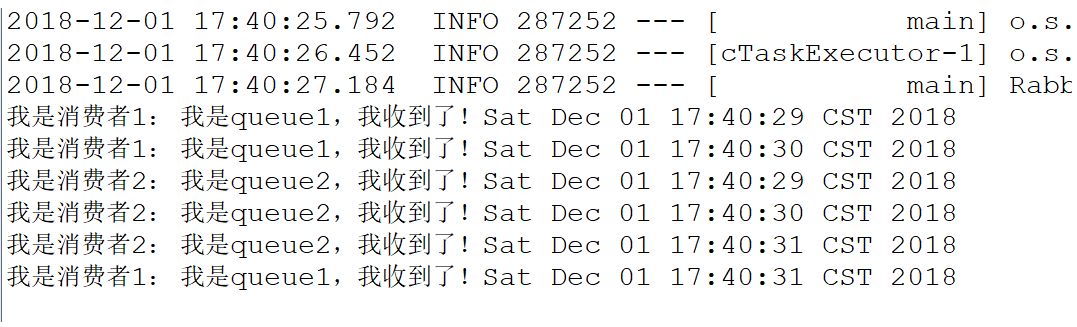 2018-12-01 17:40:25.792  INFO 287252 --- [           main] o.s.
2018-12-01 17:40:26.452  INFO 287252 --- [cTaskExecutor-1] o.s.
2018-12-01 17:40:27.184  INFO 287252 --- [           main] Rabb
我是消费者1： 我是queue1，我收到了！Sat Dec 01 17:40:29 CST 2018
我是消费者1： 我是queue1，我收到了！Sat Dec 01 17:40:30 CST 2018
我是消费者2： 我是queue2，我收到了！Sat Dec 01 17:40:29 CST 2018
我是消费者2： 我是queue2，我收到了！Sat Dec 01 17:40:30 CST 2018
我是消费者2： 我是queue2，我收到了！Sat Dec 01 17:40:31 CST 2018
我是消费者1： 我是queue1，我收到了！Sat Dec 01 17:40:31 CST 2018